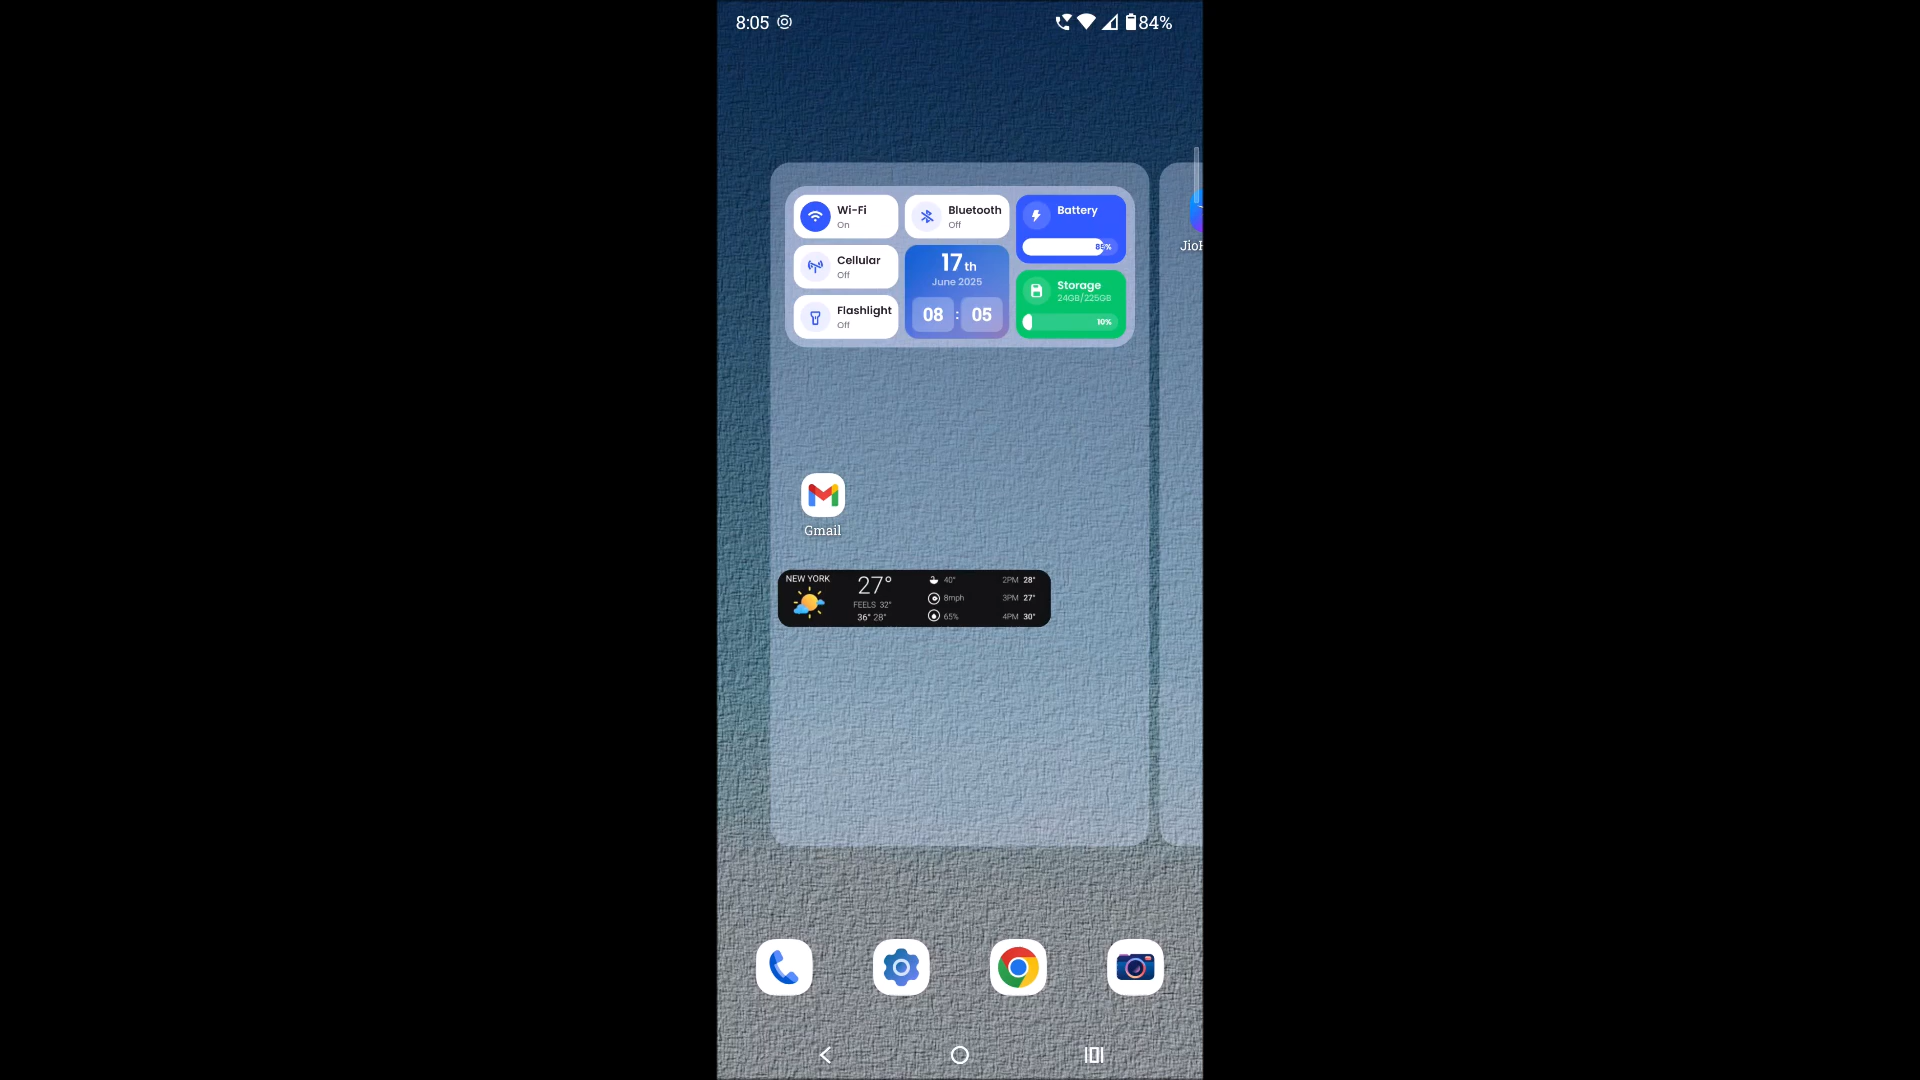 8:05
84%
Wi-Fi
On
Bluetooth
Off
Battery
85%
Cellular
Off
17th
June 2025
08 : 05
Storage
24GB/225GB
10%
Flashlight
Off
Gmail
NEW YORK
27°
FEELS 32°
36° 28°
40°
8mph
65%
2PM 28°
3PM 27°
4PM 30°